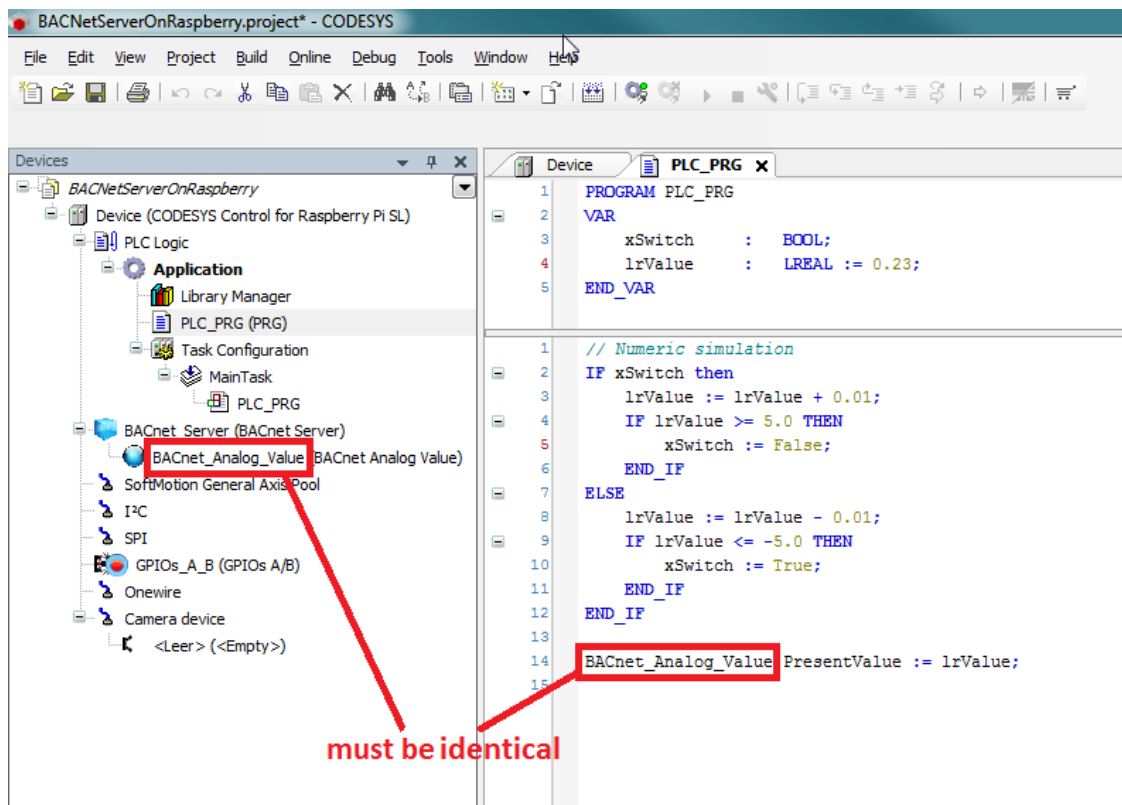 BACNetServerOnRaspberry.project* - CODESYS
File Edit View Project Build Online Debug Tools Window Help
Devices
BACNetServerOnRaspberry
Device (CODESYS Control for Raspberry Pi SL)
PLC Logic
Application
Library Manager
PLC_PRG (PRG)
Task Configuration
MainTask
PLC_PRG
BACnet_Server (BACnet Server)
BACnet_Analog_Value (BACnet Analog Value)
SoftMotion General Axis Pool
I²C
SPI
GPIOs_A_B (GPIOs A/B)
Onewire
Camera device
<Leer> (<Empty>)
Device PLC_PRG X
1 PROGRAM PLC_PRG
2 VAR
3 xSwitch : BOOL;
4 lrValue : LREAL := 0.23;
5 END_VAR
1 // Numeric simulation
2 IF xSwitch then
3 lrValue := lrValue + 0.01;
4 IF lrValue >= 5.0 THEN
5 xSwitch := False;
6 END_IF
7 ELSE
8 lrValue := lrValue - 0.01;
9 IF lrValue <= -5.0 THEN
10 xSwitch := True;
11 END_IF
12 END_IF
13
14 BACnet_Analog_Value PresentValue := lrValue;
15
must be identical